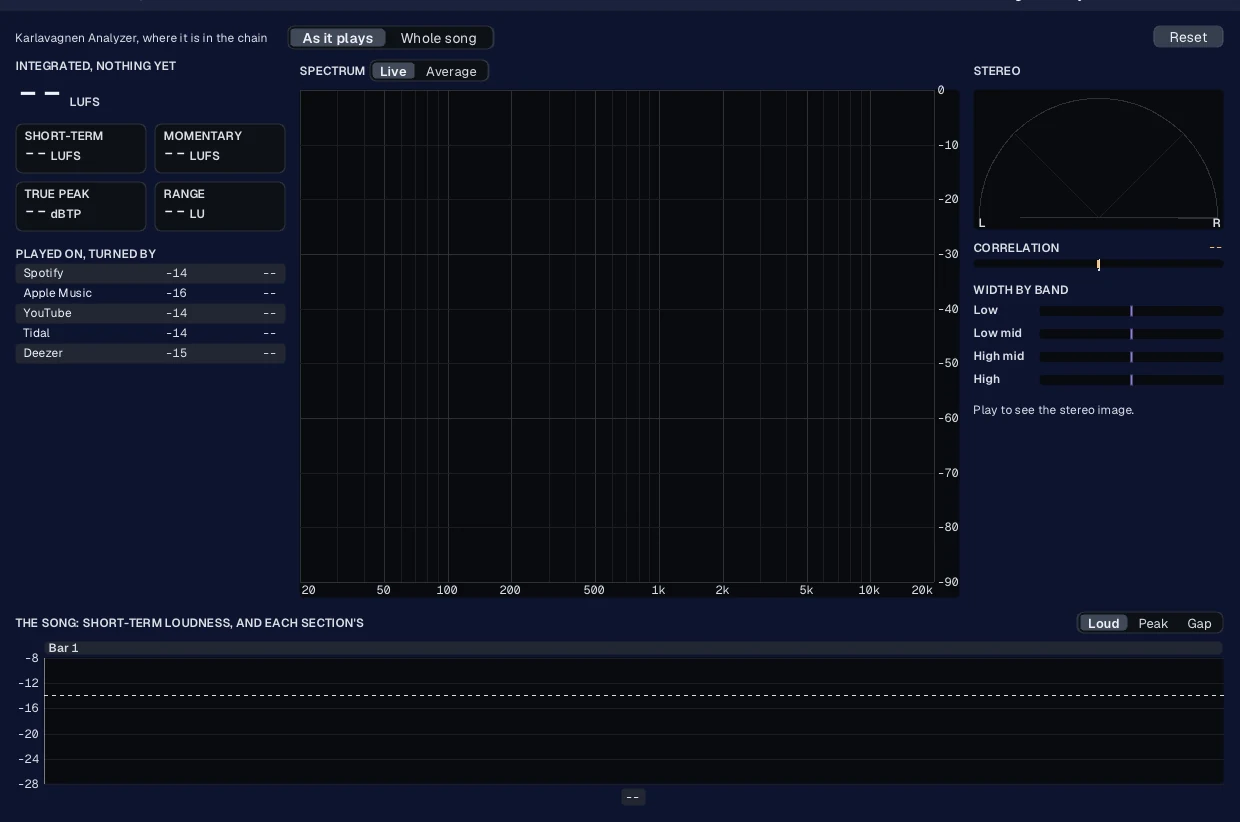 Karlavagnen Analyzer, where it is in the chain
As it plays
Whole song
Reset
INTEGRATED, NOTHING YET
-- LUFS
SHORT-TERM
-- LUFS
MOMENTARY
-- LUFS
TRUE PEAK
-- dBTP
RANGE
-- LU
PLAYED ON, TURNED BY
Spotify -14 --
Apple Music -16 --
YouTube -14 --
Tidal -14 --
Deezer -15 --
SPECTRUM
Live
Average
0
-10
-20
-30
-40
-50
-60
-70
-80
-90
20 50 100 200 500 1k 2k 5k 10k 20k
STEREO
L R
CORRELATION --
WIDTH BY BAND
Low
Low mid
High mid
High
Play to see the stereo image.
THE SONG: SHORT-TERM LOUDNESS, AND EACH SECTION'S
Loud
Peak
Gap
Bar 1
-8
-12
-16
-20
-24
-28
--